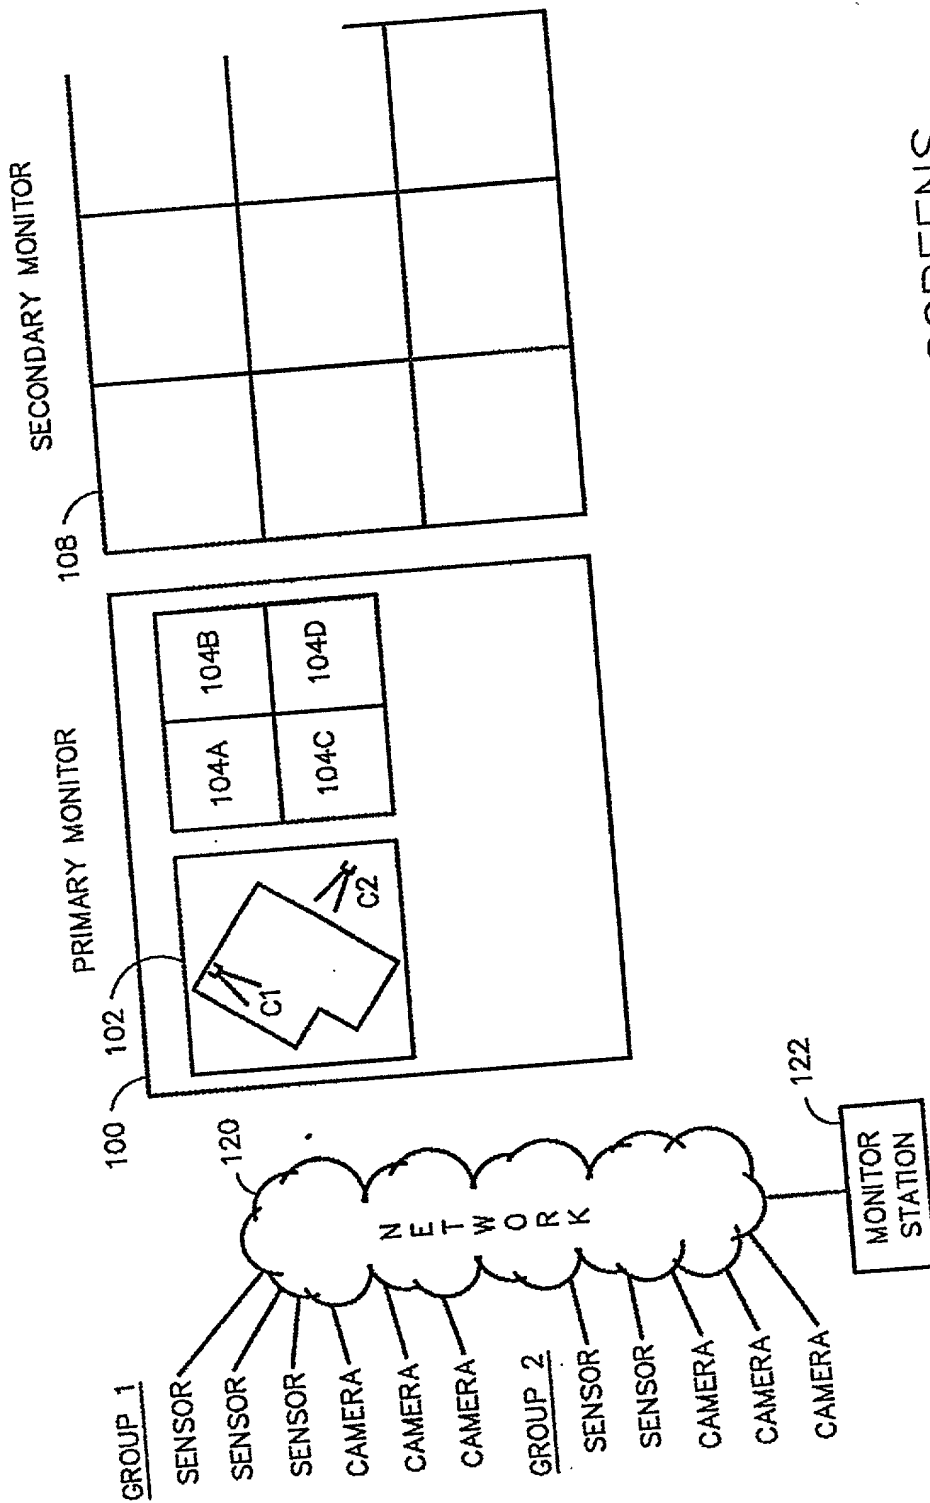 GROUP 1
SENSOR
SENSOR
SENSOR
CAMERA
CAMERA
CAMERA
GROUP 2
SENSOR
SENSOR
CAMERA
CAMERA
CAMERA
120
NETWORK
MONITOR
STATION
122
100
102
PRIMARY MONITOR
C1
C2
104A
104B
104C
104D
108
SECONDARY MONITOR